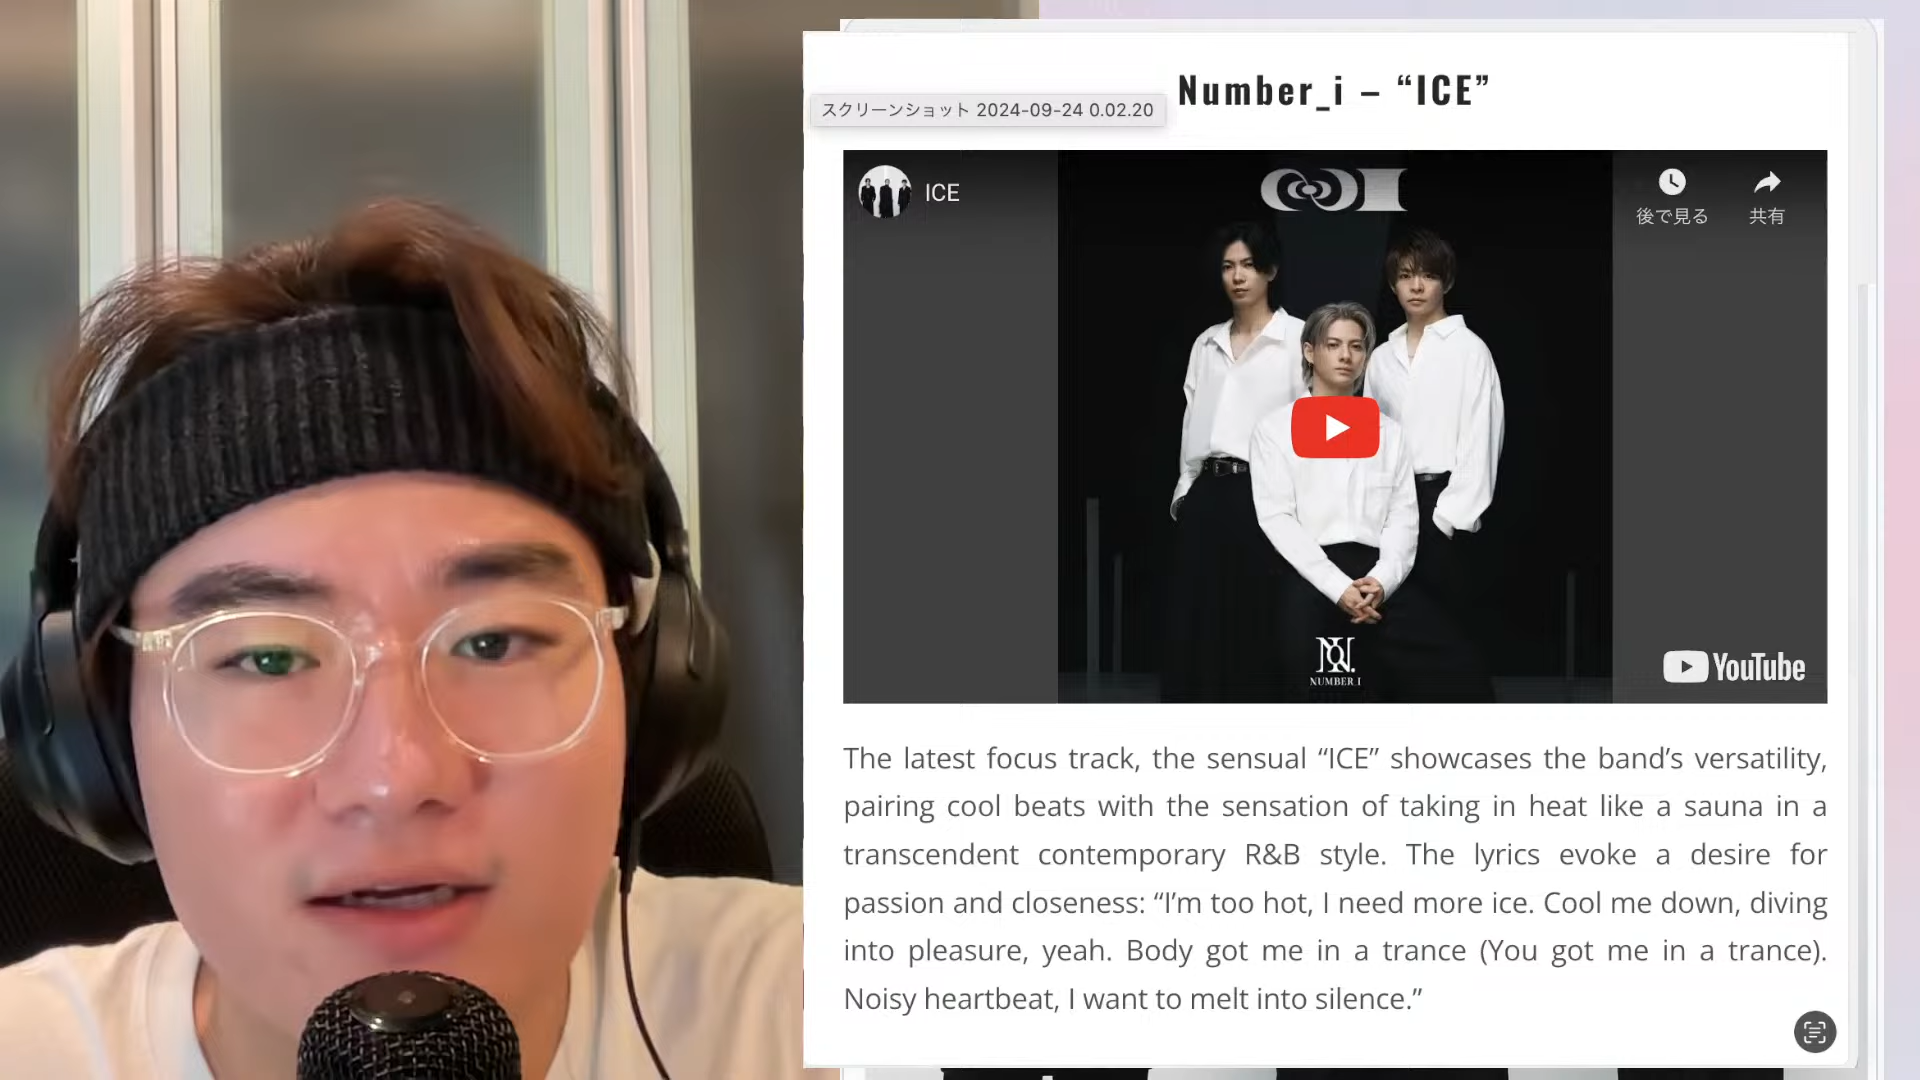 Number_i – “ICE”
スクリーンショット 2024-09-24 0.02.20
ICE
後で見る
共有
NUMBER_I
YouTube
The latest focus track, the sensual “ICE” showcases the band’s versatility,
pairing cool beats with the sensation of taking in heat like a sauna in a
transcendent contemporary R&B style. The lyrics evoke a desire for
passion and closeness: “I’m too hot, I need more ice. Cool me down, diving
into pleasure, yeah. Body got me in a trance (You got me in a trance).
Noisy heartbeat, I want to melt into silence.”